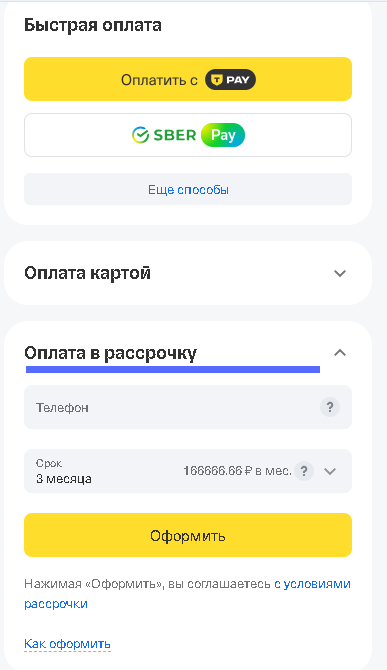 Быстрая оплата
Оплатить с T PAY
SBER Pay
Еще способы
Оплата картой
Оплата в рассрочку
Телефон ?
Срок
3 месяца 166666.66 ₽ в мес. ?
Оформить
Нажимая «Оформить», вы соглашаетесь с условиями
рассрочки
Как оформить